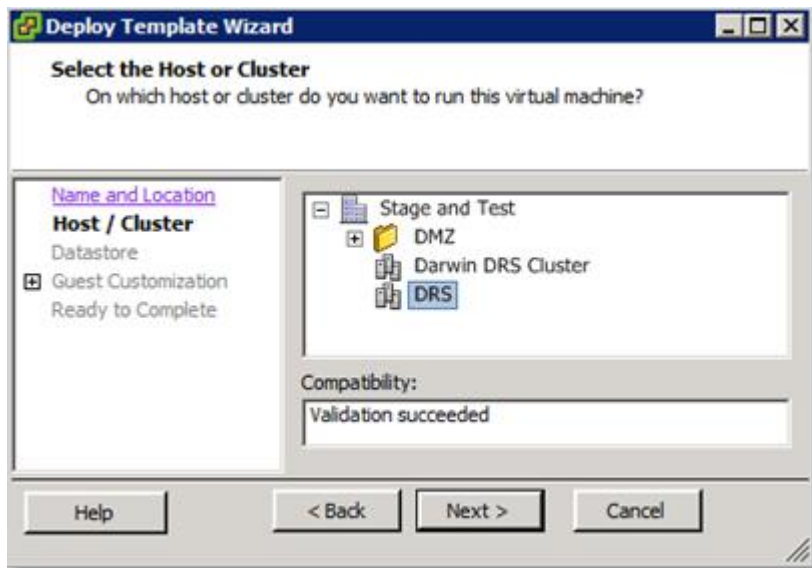 Deploy Template Wizard
Select the Host or Cluster
On which host or cluster do you want to run this virtual machine?
Name and Location
Host / Cluster
Datastore
Guest Customization
Ready to Complete
Stage and Test
DMZ
Darwin DRS Cluster
DRS
Compatibility:
Validation succeeded
Help
< Back
Next >
Cancel